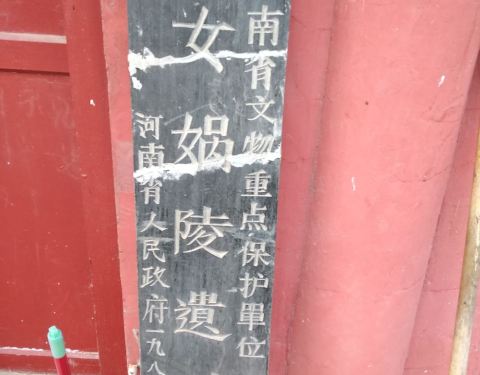 南省文物重点保护單位
女娲陵遺
河南省人民政府一九八